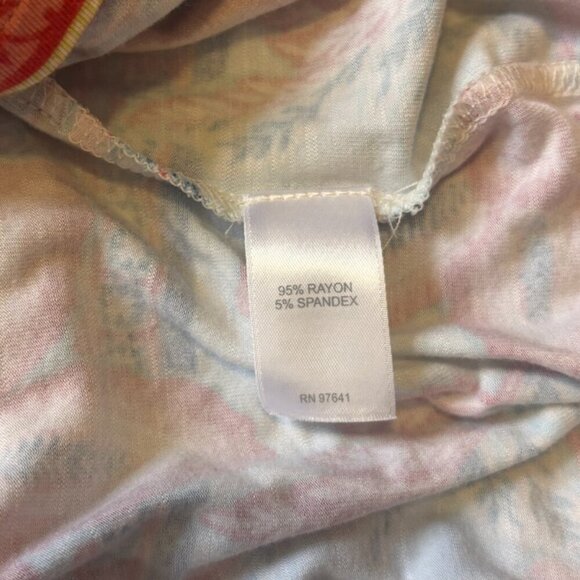 95% RAYON
5% SPANDEX
RN 97641